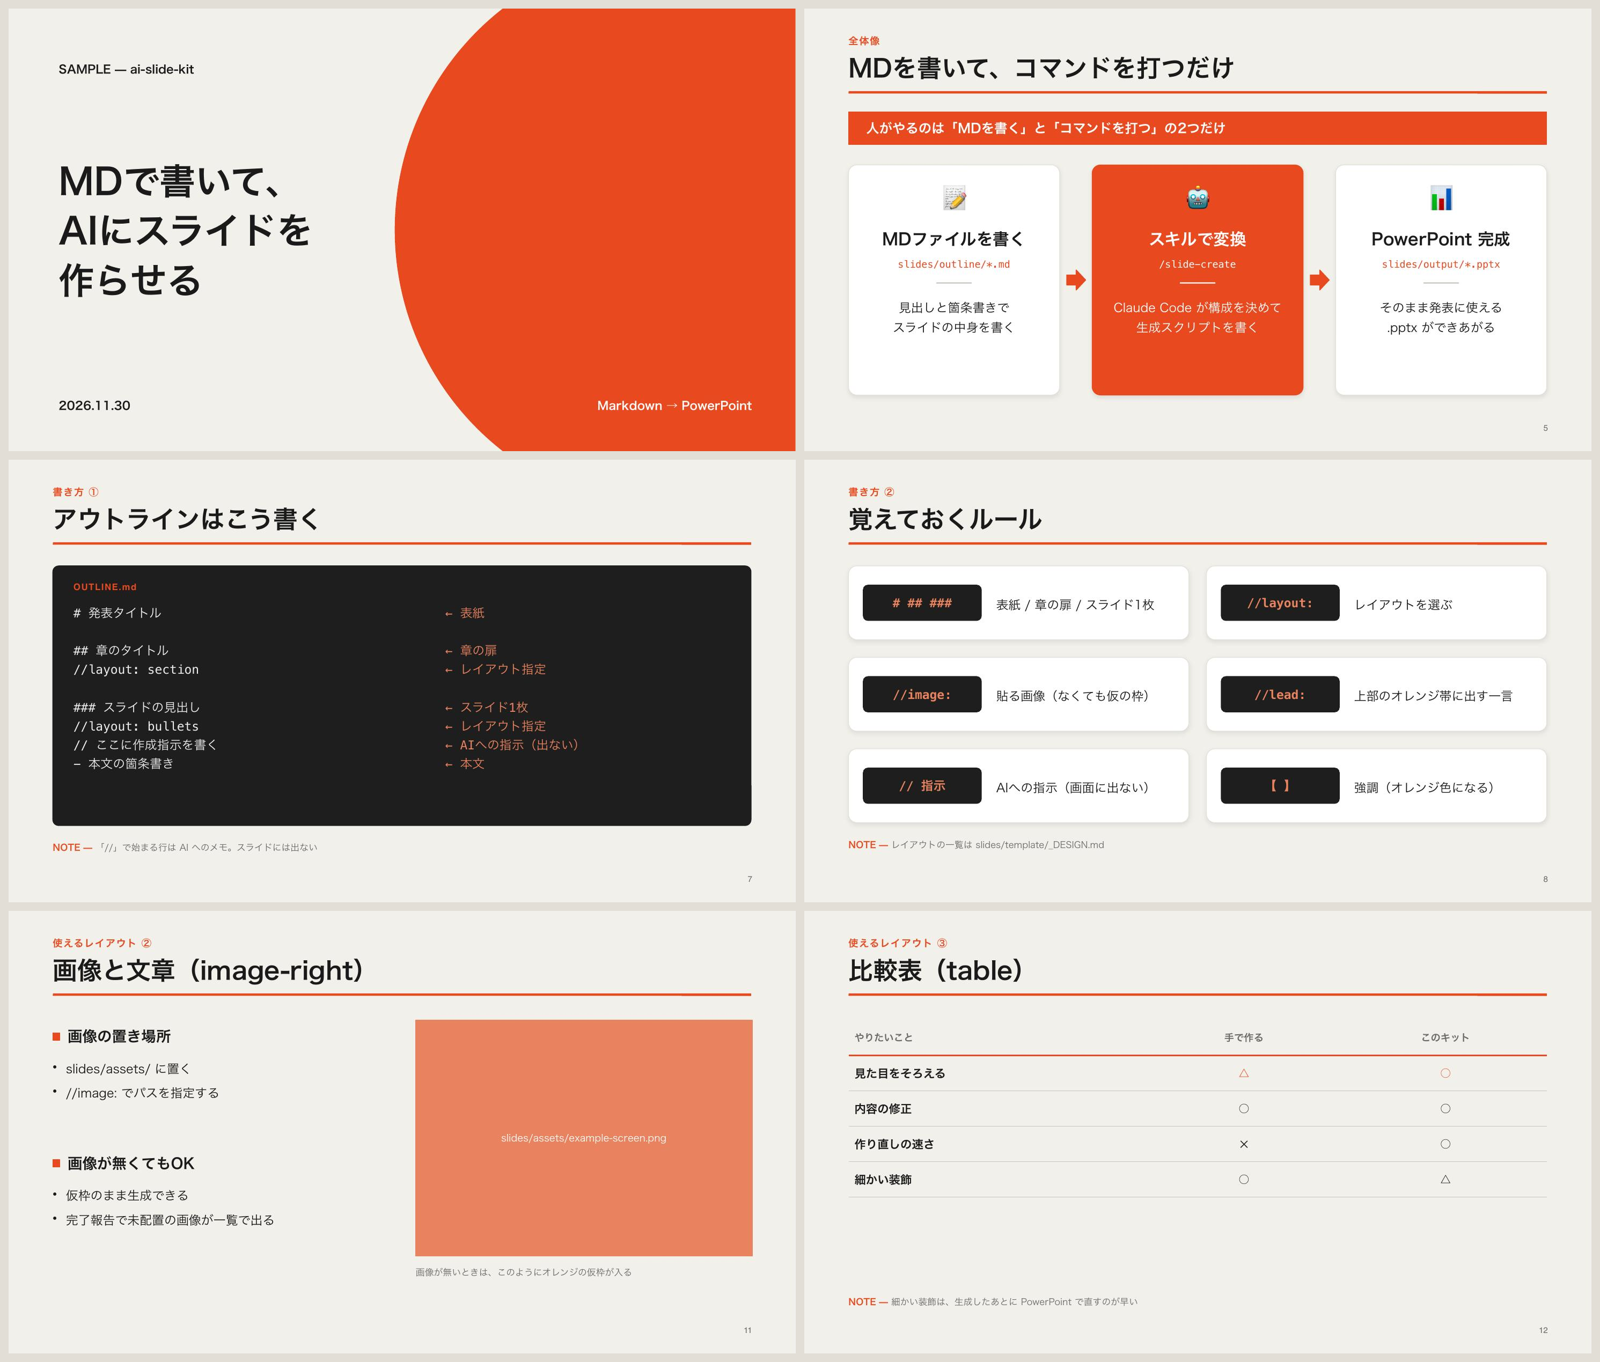 SAMPLE — ai-slide-kit
MDで書いて、
AIにスライドを
作らせる
2026.11.30
Markdown → PowerPoint
全体像
MDを書いて、コマンドを打つだけ
人がやるのは「MDを書く」と「コマンドを打つ」の2つだけ
MDファイルを書く
slides/outline/*.md
見出しと箇条書きで
スライドの中身を書く
スキルで変換
/slide-create
Claude Code が構成を決めて
生成スクリプトを書く
PowerPoint 完成
slides/output/*.pptx
そのまま発表に使える
.pptx ができあがる
5
書き方 ①
アウトラインはこう書く
OUTLINE.md
# 発表タイトル ← 表紙
## 章のタイトル ← 章の扉
//layout: section ← レイアウト指定
### スライドの見出し ← スライド1枚
//layout: bullets ← レイアウト指定
// ここに作成指示を書く ← AIへの指示（出ない）
– 本文の箇条書き ← 本文
NOTE — 「//」で始まる行は AI へのメモ。スライドには出ない
7
書き方 ②
覚えておくルール
# ## ### 表紙 / 章の扉 / スライド1枚
//layout: レイアウトを選ぶ
//image: 貼る画像（なくても仮の枠）
//lead: 上部のオレンジ帯に出す一言
// 指示 AIへの指示（画面に出ない）
【 】 強調（オレンジ色になる）
NOTE — レイアウトの一覧は slides/template/_DESIGN.md
8
使えるレイアウト ②
画像と文章（image-right）
■ 画像の置き場所
• slides/assets/ に置く
• //image: でパスを指定する
■ 画像が無くてもOK
• 仮枠のまま生成できる
• 完了報告で未配置の画像が一覧で出る
slides/assets/example-screen.png
画像が無いときは、このようにオレンジの仮枠が入る
11
使えるレイアウト ③
比較表（table）
やりたいこと 手で作る このキット
見た目をそろえる △ ○
内容の修正 ○ ○
作り直しの速さ × ○
細かい装飾 ○ △
NOTE — 細かい装飾は、生成したあとに PowerPoint で直すのが早い
12